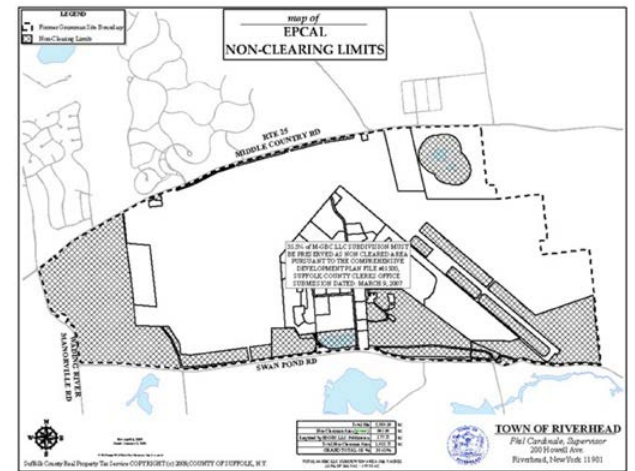 LEGEND
Former Grumman Site Boundary
Non-Clearing Limits
map of
EPCAL
NON-CLEARING LIMITS
RTE 25
MIDDLE COUNTRY RD
35.5% of M-GBC LLC SUBDIVISION MUST
BE PRESERVED AS NON CLEARED AREA
PURSUANT TO THE COMPREHENSIVE
DEVELOPMENT PLAN FILE
SUFFOLK COUNTY CLERKS OFFICE
SUBMISSION DATED: MARCH 9, 2007
WADING RIVER
MANORVILLE RD
SWAN POND RD
TOWN OF RIVERHEAD
Phil Cardinale, Supervisor
200 Howell Ave.
Riverhead, New York 11901
Suffolk County Real Property Tax Service COPYRIGHT (c) 2008, COUNTY OF SUFFOLK, N.Y.